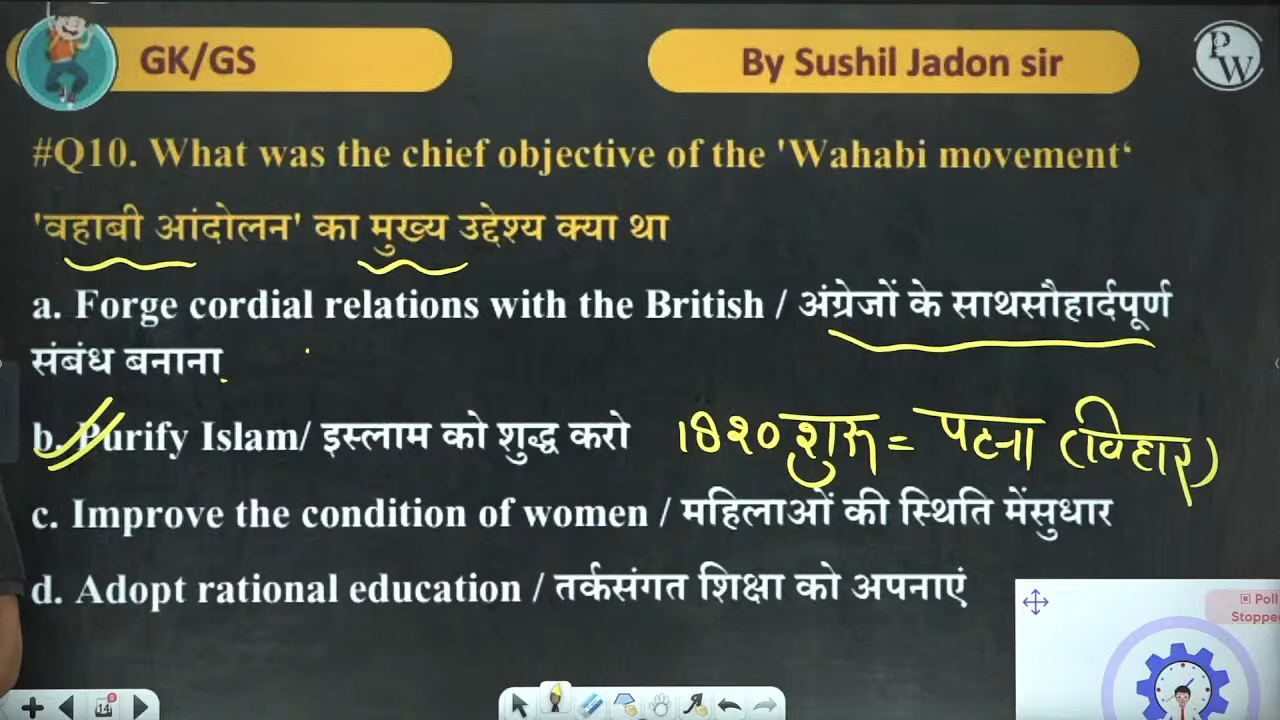 GK/GS
By Sushil Jadon sir
PW
#Q10. What was the chief objective of the 'Wahabi movement‘
'वहाबी आंदोलन' का मुख्य उद्देश्य क्या था
a. Forge cordial relations with the British / अंग्रेजों के साथसौहार्दपूर्ण
संबंध बनाना
b. Purify Islam/ इस्लाम को शुद्ध करो
1820 शुरू = पटना (विहार)
c. Improve the condition of women / महिलाओं की स्थिति मेंसुधार
d. Adopt rational education / तर्कसंगत शिक्षा को अपनाएं
Poll
Stopped
14